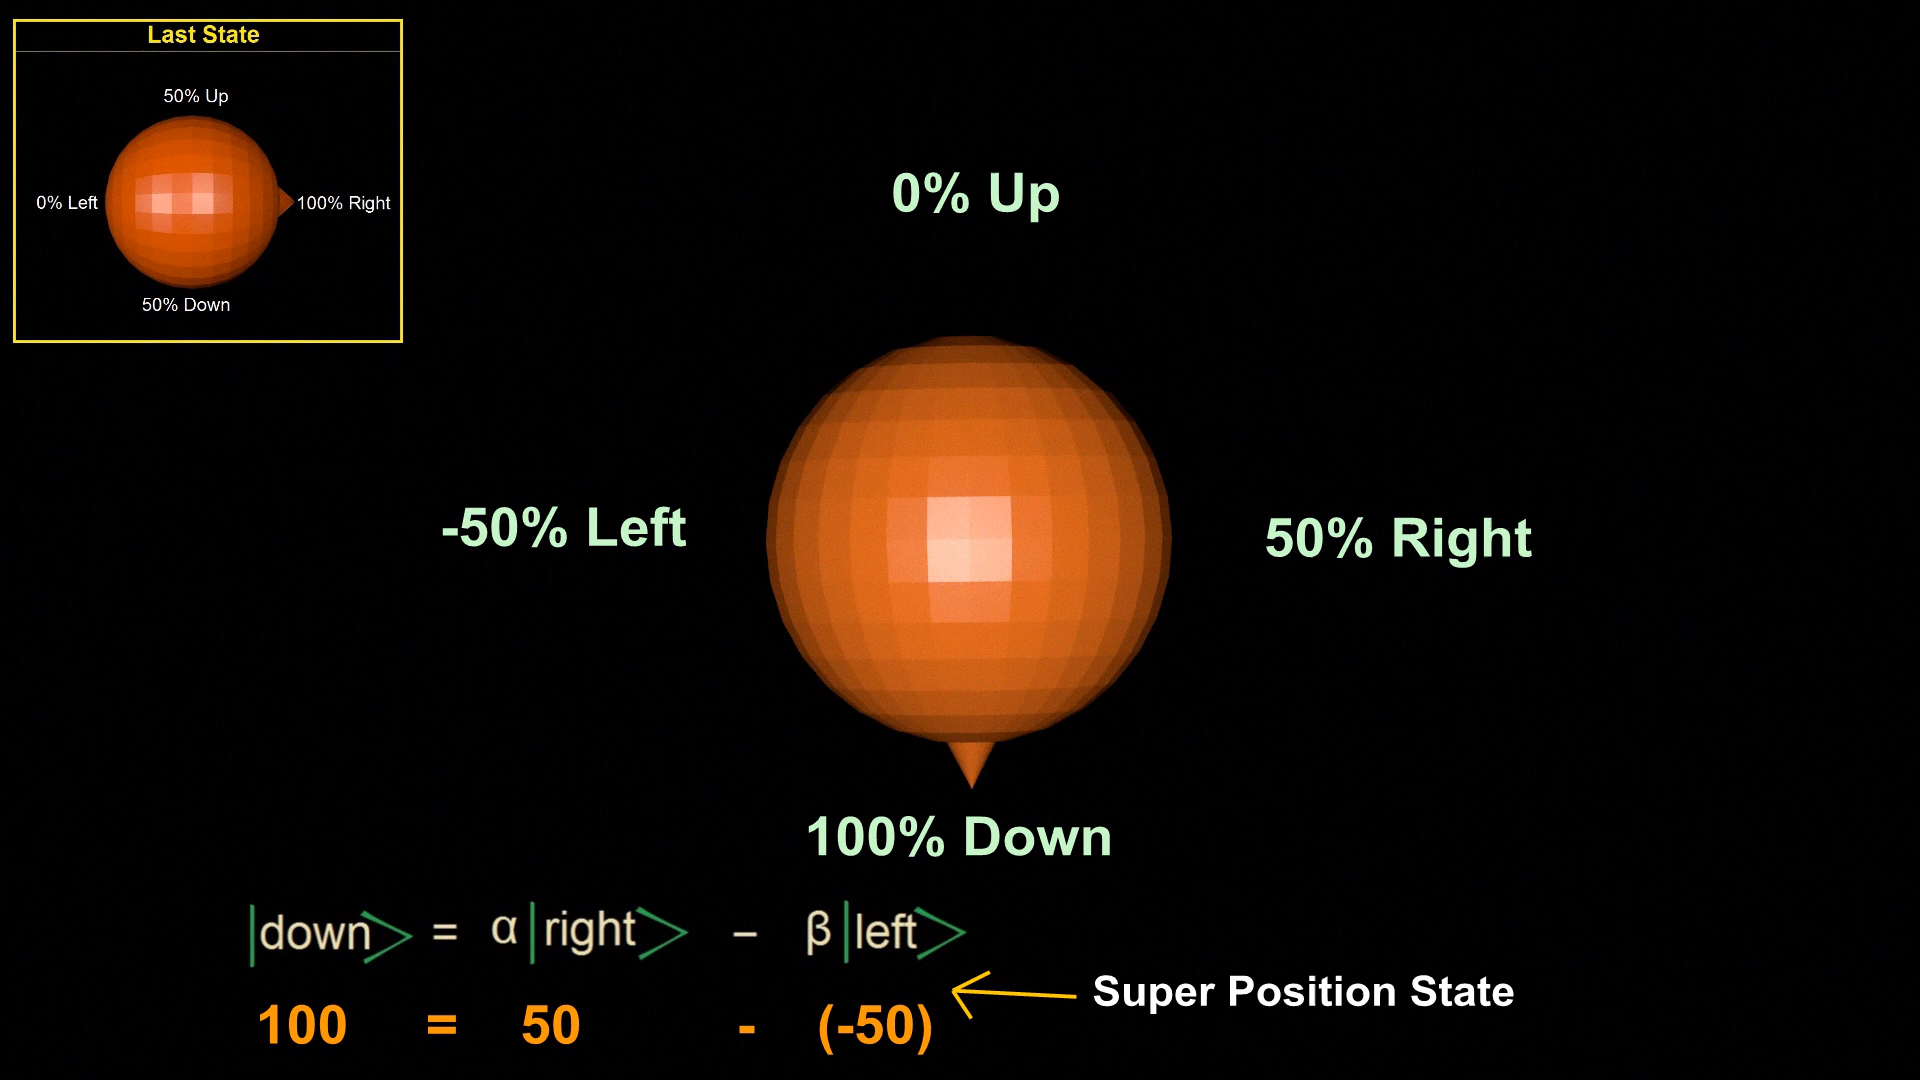 Last State
50% Up
0% Left
100% Right
50% Down
0% Up
-50% Left
50% Right
100% Down
|down> = α|right> – β|left>
Super Position State
100 = 50 - (-50)